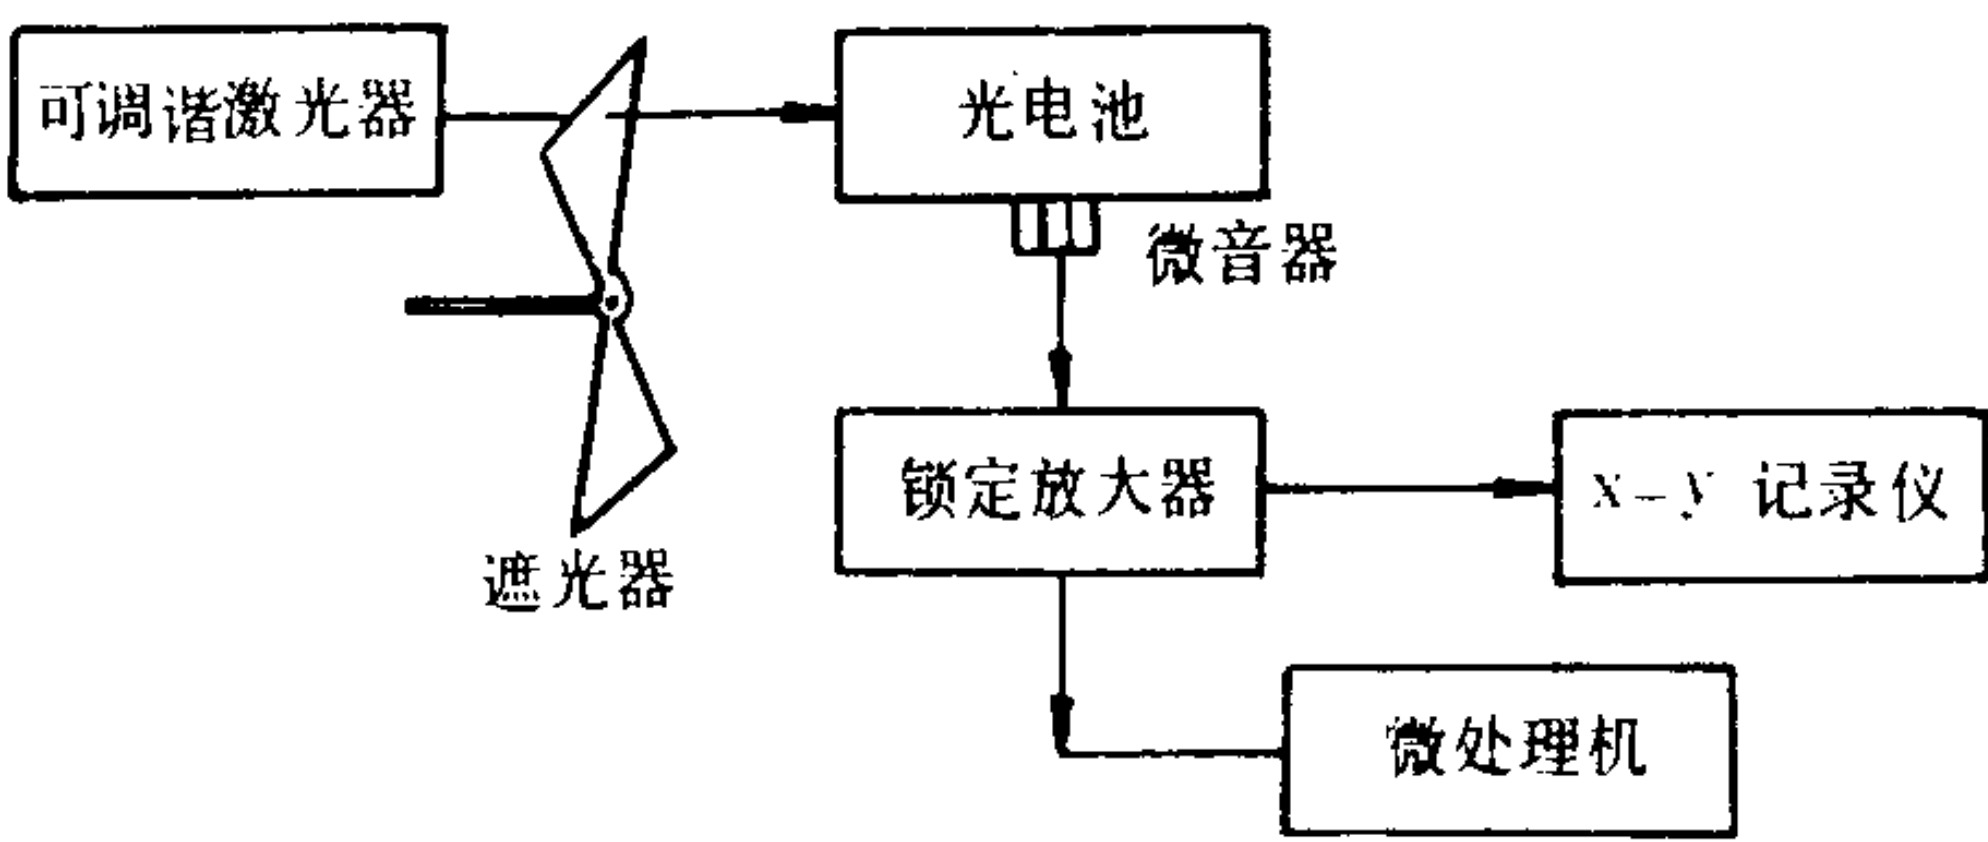 可调谐激光器
光电池
微音器
锁定放大器
x-y 记录仪
遮光器
微处理机